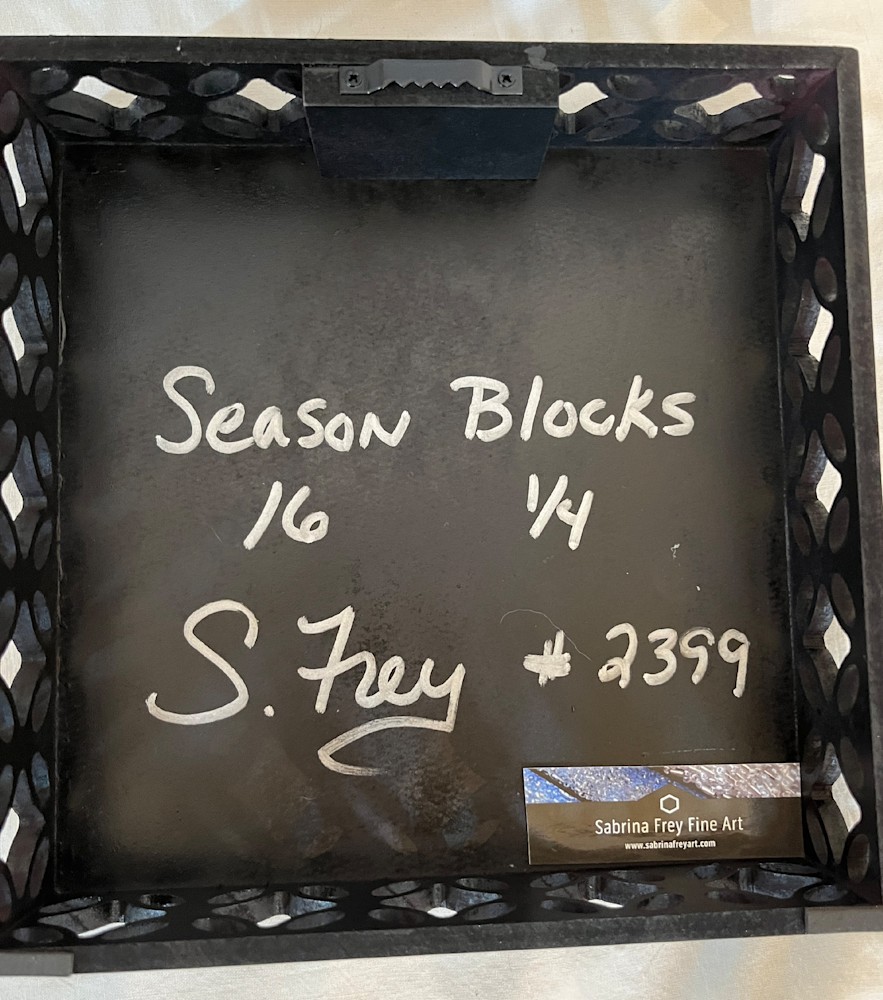 Season Blocks
16 1/4
S. Frey # 2399
Sabrina Frey Fine Art
www.sabrinafreyart.com